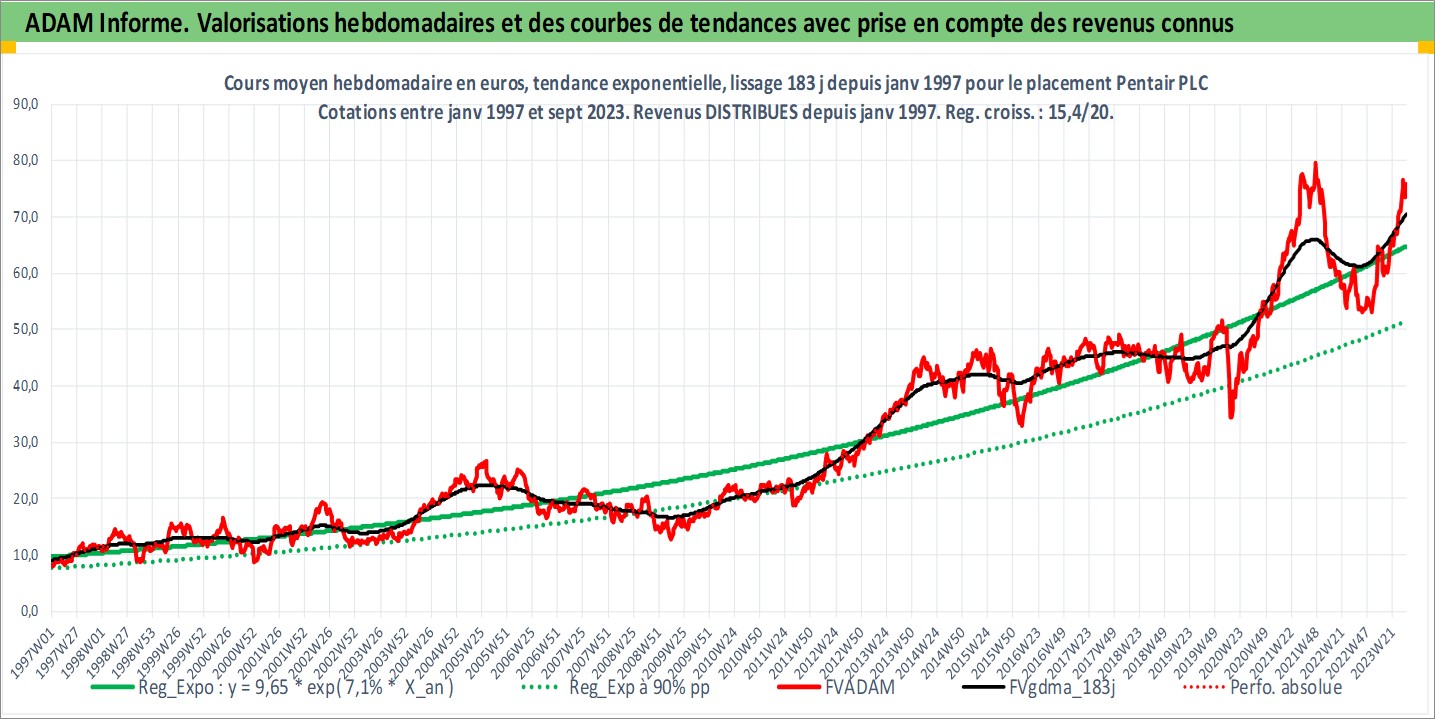 ADAM Informe. Valorisations hebdomadaires et des courbes de tendances avec prise en compte des revenus connus
Cours moyen hebdomadaire en euros, tendance exponentielle, lissage 183 j depuis janv 1997 pour le placement Pentair PLC
Cotations entre janv 1997 et sept 2023. Revenus DISTRIBUES depuis janv 1997. Reg. croiss. : 15,4/20.
90,0
80,0
70,0
60,0
50,0
40,0
30,0
20,0
10,0
0,0
1997W01 1997W27 1998W01 1998W27 1998W53 1999W26 1999W52 2000W26 2000W52 2001W26 2001W52 2002W26 2002W52 2003W26 2003W52 2004W26 2004W52 2005W25 2005W51 2006W25 2006W51 2007W25 2007W51 2008W25 2008W51 2009W25 2009W51 2010W24 2010W50 2011W24 2011W50 2012W24 2012W50 2013W24 2013W50 2014W24 2014W50 2015W24 2015W50 2016W23 2016W49 2017W23 2017W49 2018W23 2018W49 2019W23 2019W49 2020W23 2020W49 2021W22 2021W48 2022W21 2022W47 2023W21
Reg_Expo : y = 9,65 * exp( 7,1% * X_an ) Reg_Exp à 90% pp FVADAM FVgdma_183j Perfo. absolue